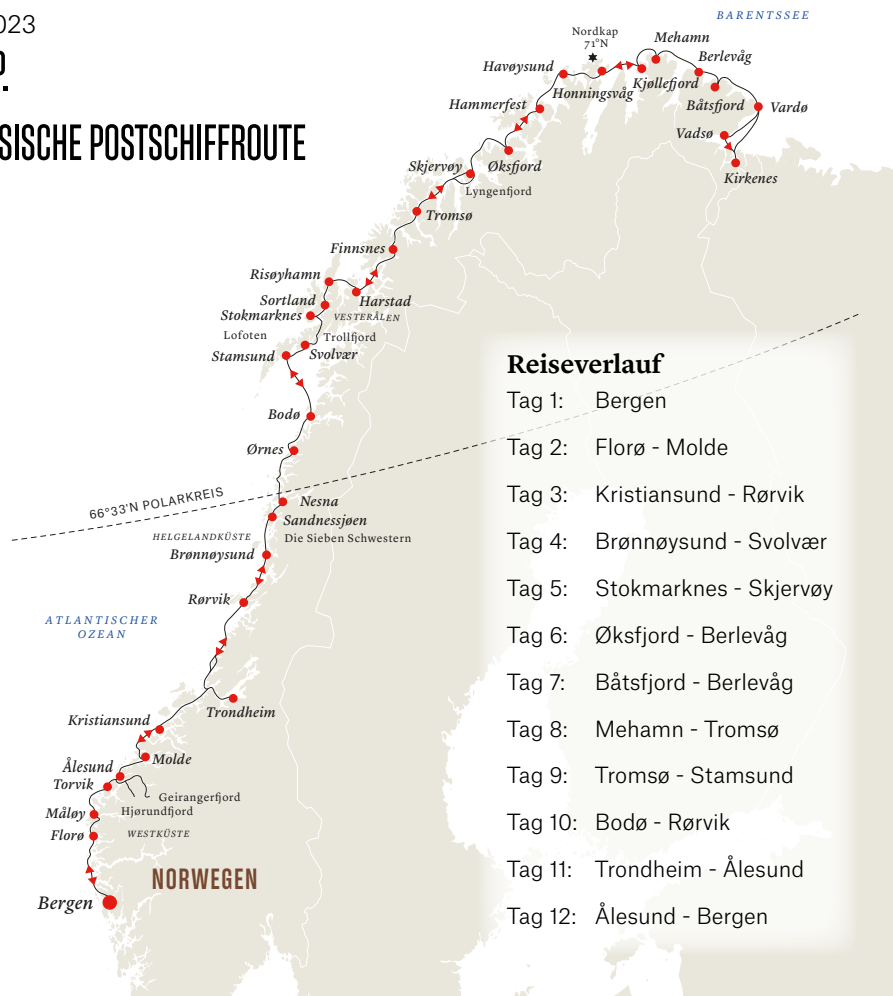 023
SISCHE POSTSCHIFFROUTE
BARENTSSEE
Nordkap
71°N
Mehamn
Berlevåg
Havøysund
Kjøllefjord
Honningsvåg
Hammerfest
Båtsfjord
Vardø
Vadsø
Kirkenes
Skjervøy
Øksfjord
Lyngenfjord
Tromsø
Finnsnes
Risøyhamn
Harstad
Sortland
Stokmarknes
VESTERÅLEN
Lofoten
Trollfjord
Stamsund
Svolvær
Bodø
Ørnes
66°33'N POLARKREIS
Nesna
Sandnessjøen
HELGELANDKÜSTE
Die Sieben Schwestern
Brønnøysund
Rørvik
ATLANTISCHER
OZEAN
Trondheim
Kristiansund
Molde
Ålesund
Torvik
Geirangerfjord
Hjørundfjord
Måløy
Florø
WESTKÜSTE
NORWEGEN
Bergen
Reiseverlauf
Tag 1: Bergen
Tag 2: Florø - Molde
Tag 3: Kristiansund - Rørvik
Tag 4: Brønnøysund - Svolvær
Tag 5: Stokmarknes - Skjervøy
Tag 6: Øksfjord - Berlevåg
Tag 7: Båtsfjord - Berlevåg
Tag 8: Mehamn - Tromsø
Tag 9: Tromsø - Stamsund
Tag 10: Bodø - Rørvik
Tag 11: Trondheim - Ålesund
Tag 12: Ålesund - Bergen